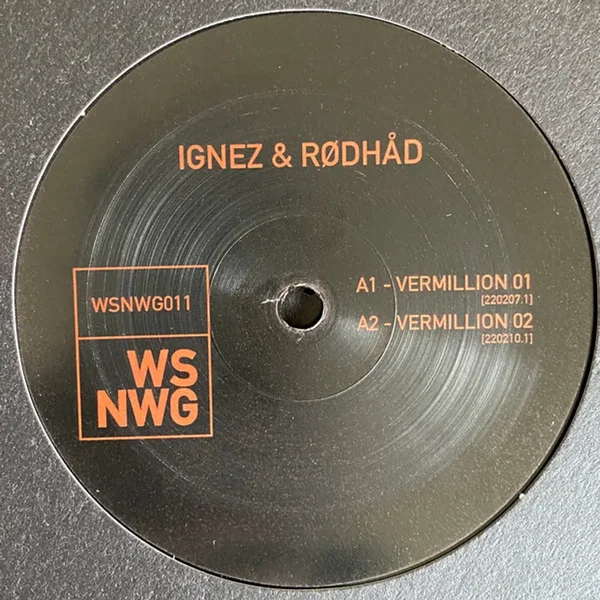 IGNEZ & RØDHÅD
WSNWG011
WS
NWG
A1 - VERMILLION 01
[220207.1]
A2 - VERMILLION 02
[220210.1]